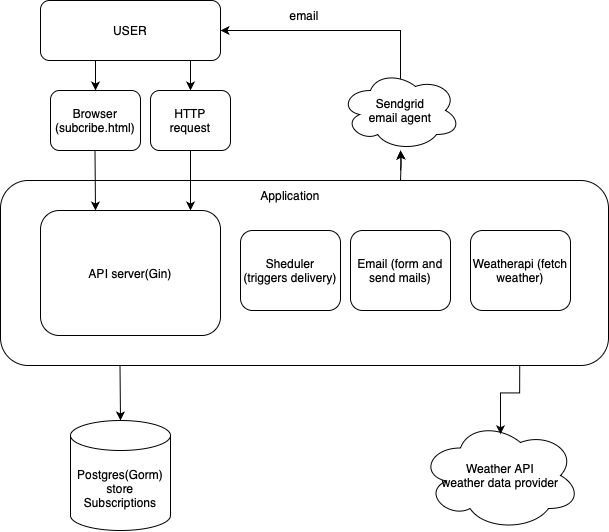 email
USER
Browser
(subcribe.html)
HTTP
request
Sendgrid
email agent
Application
API server(Gin)
Sheduler
(triggers delivery)
Email (form and
send mails)
Weatherapi (fetch
weather)
Postgres(Gorm)
store
Subscriptions
Weather API
weather data provider